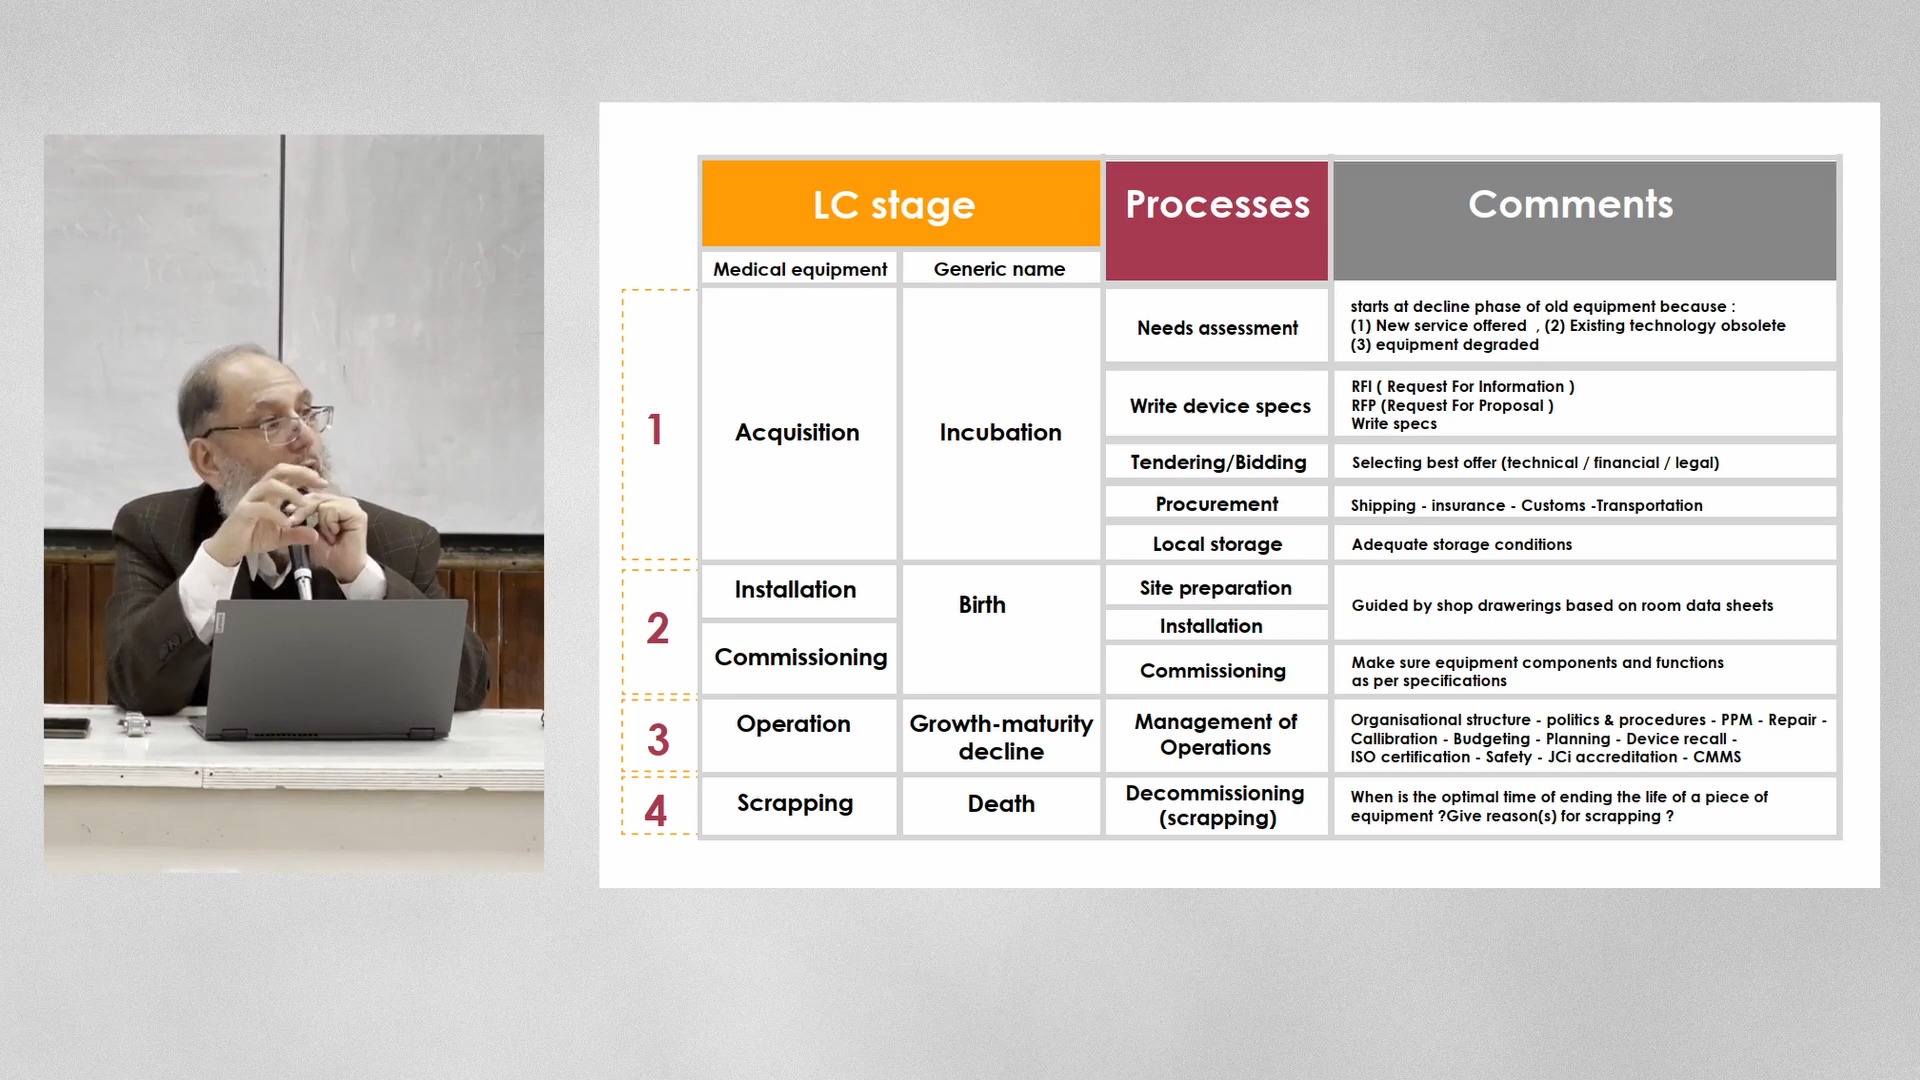 LC stage
Processes
Comments
Medical equipment
Generic name
1
Acquisition
Incubation
Needs assessment
starts at decline phase of old equipment because :
(1) New service offered , (2) Existing technology obsolete
(3) equipment degraded
Write device specs
RFI ( Request For Information )
RFP (Request For Proposal )
Write specs
Tendering/Bidding
Selecting best offer (technical / financial / legal)
Procurement
Shipping - insurance - Customs -Transportation
Local storage
Adequate storage conditions
2
Installation
Birth
Site preparation
Guided by shop drawerings based on room data sheets
Installation
Commissioning
Commissioning
Make sure equipment components and functions
as per specifications
3
Operation
Growth-maturity
decline
Management of
Operations
Organisational structure - politics & procedures - PPM - Repair -
Callibration - Budgeting - Planning - Device recall -
ISO certification - Safety - JCi accreditation - CMMS
4
Scrapping
Death
Decommissioning
(scrapping)
When is the optimal time of ending the life of a piece of
equipment ?Give reason(s) for scrapping ?